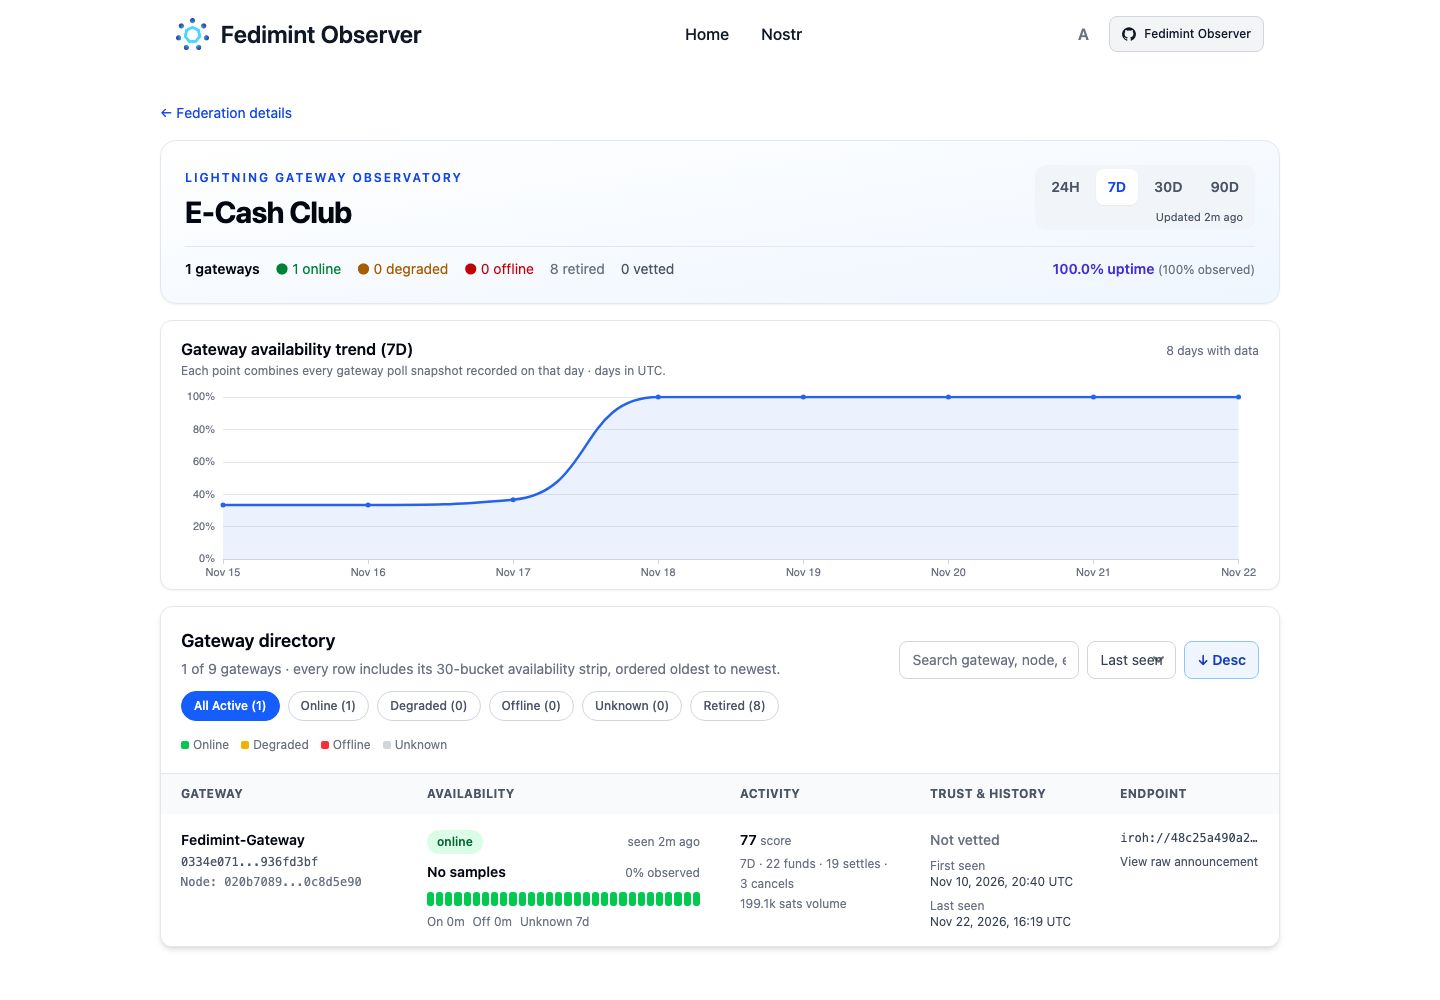 Fedimint Observer
Home
Nostr
A
Fedimint Observer
← Federation details
LIGHTNING GATEWAY OBSERVATORY
E-Cash Club
24H
7D
30D
90D
Updated 2m ago
1 gateways
1 online
0 degraded
0 offline
8 retired
0 vetted
100.0% uptime (100% observed)
Gateway availability trend (7D)
8 days with data
Each point combines every gateway poll snapshot recorded on that day · days in UTC.
100%
80%
60%
40%
20%
0%
Nov 15
Nov 16
Nov 17
Nov 18
Nov 19
Nov 20
Nov 21
Nov 22
Gateway directory
1 of 9 gateways · every row includes its 30-bucket availability strip, ordered oldest to newest.
Search gateway, node, e
Last seen
↓ Desc
All Active (1)
Online (1)
Degraded (0)
Offline (0)
Unknown (0)
Retired (8)
Online
Degraded
Offline
Unknown
GATEWAY
AVAILABILITY
ACTIVITY
TRUST & HISTORY
ENDPOINT
Fedimint-Gateway
0334e071...936fd3bf
Node: 020b7089...0c8d5e90
online
seen 2m ago
No samples
0% observed
On 0m Off 0m Unknown 7d
77 score
7D · 22 funds · 19 settles ·
3 cancels
199.1k sats volume
Not vetted
First seen
Nov 10, 2026, 20:40 UTC
Last seen
Nov 22, 2026, 16:19 UTC
iroh://48c25a490a2…
View raw announcement